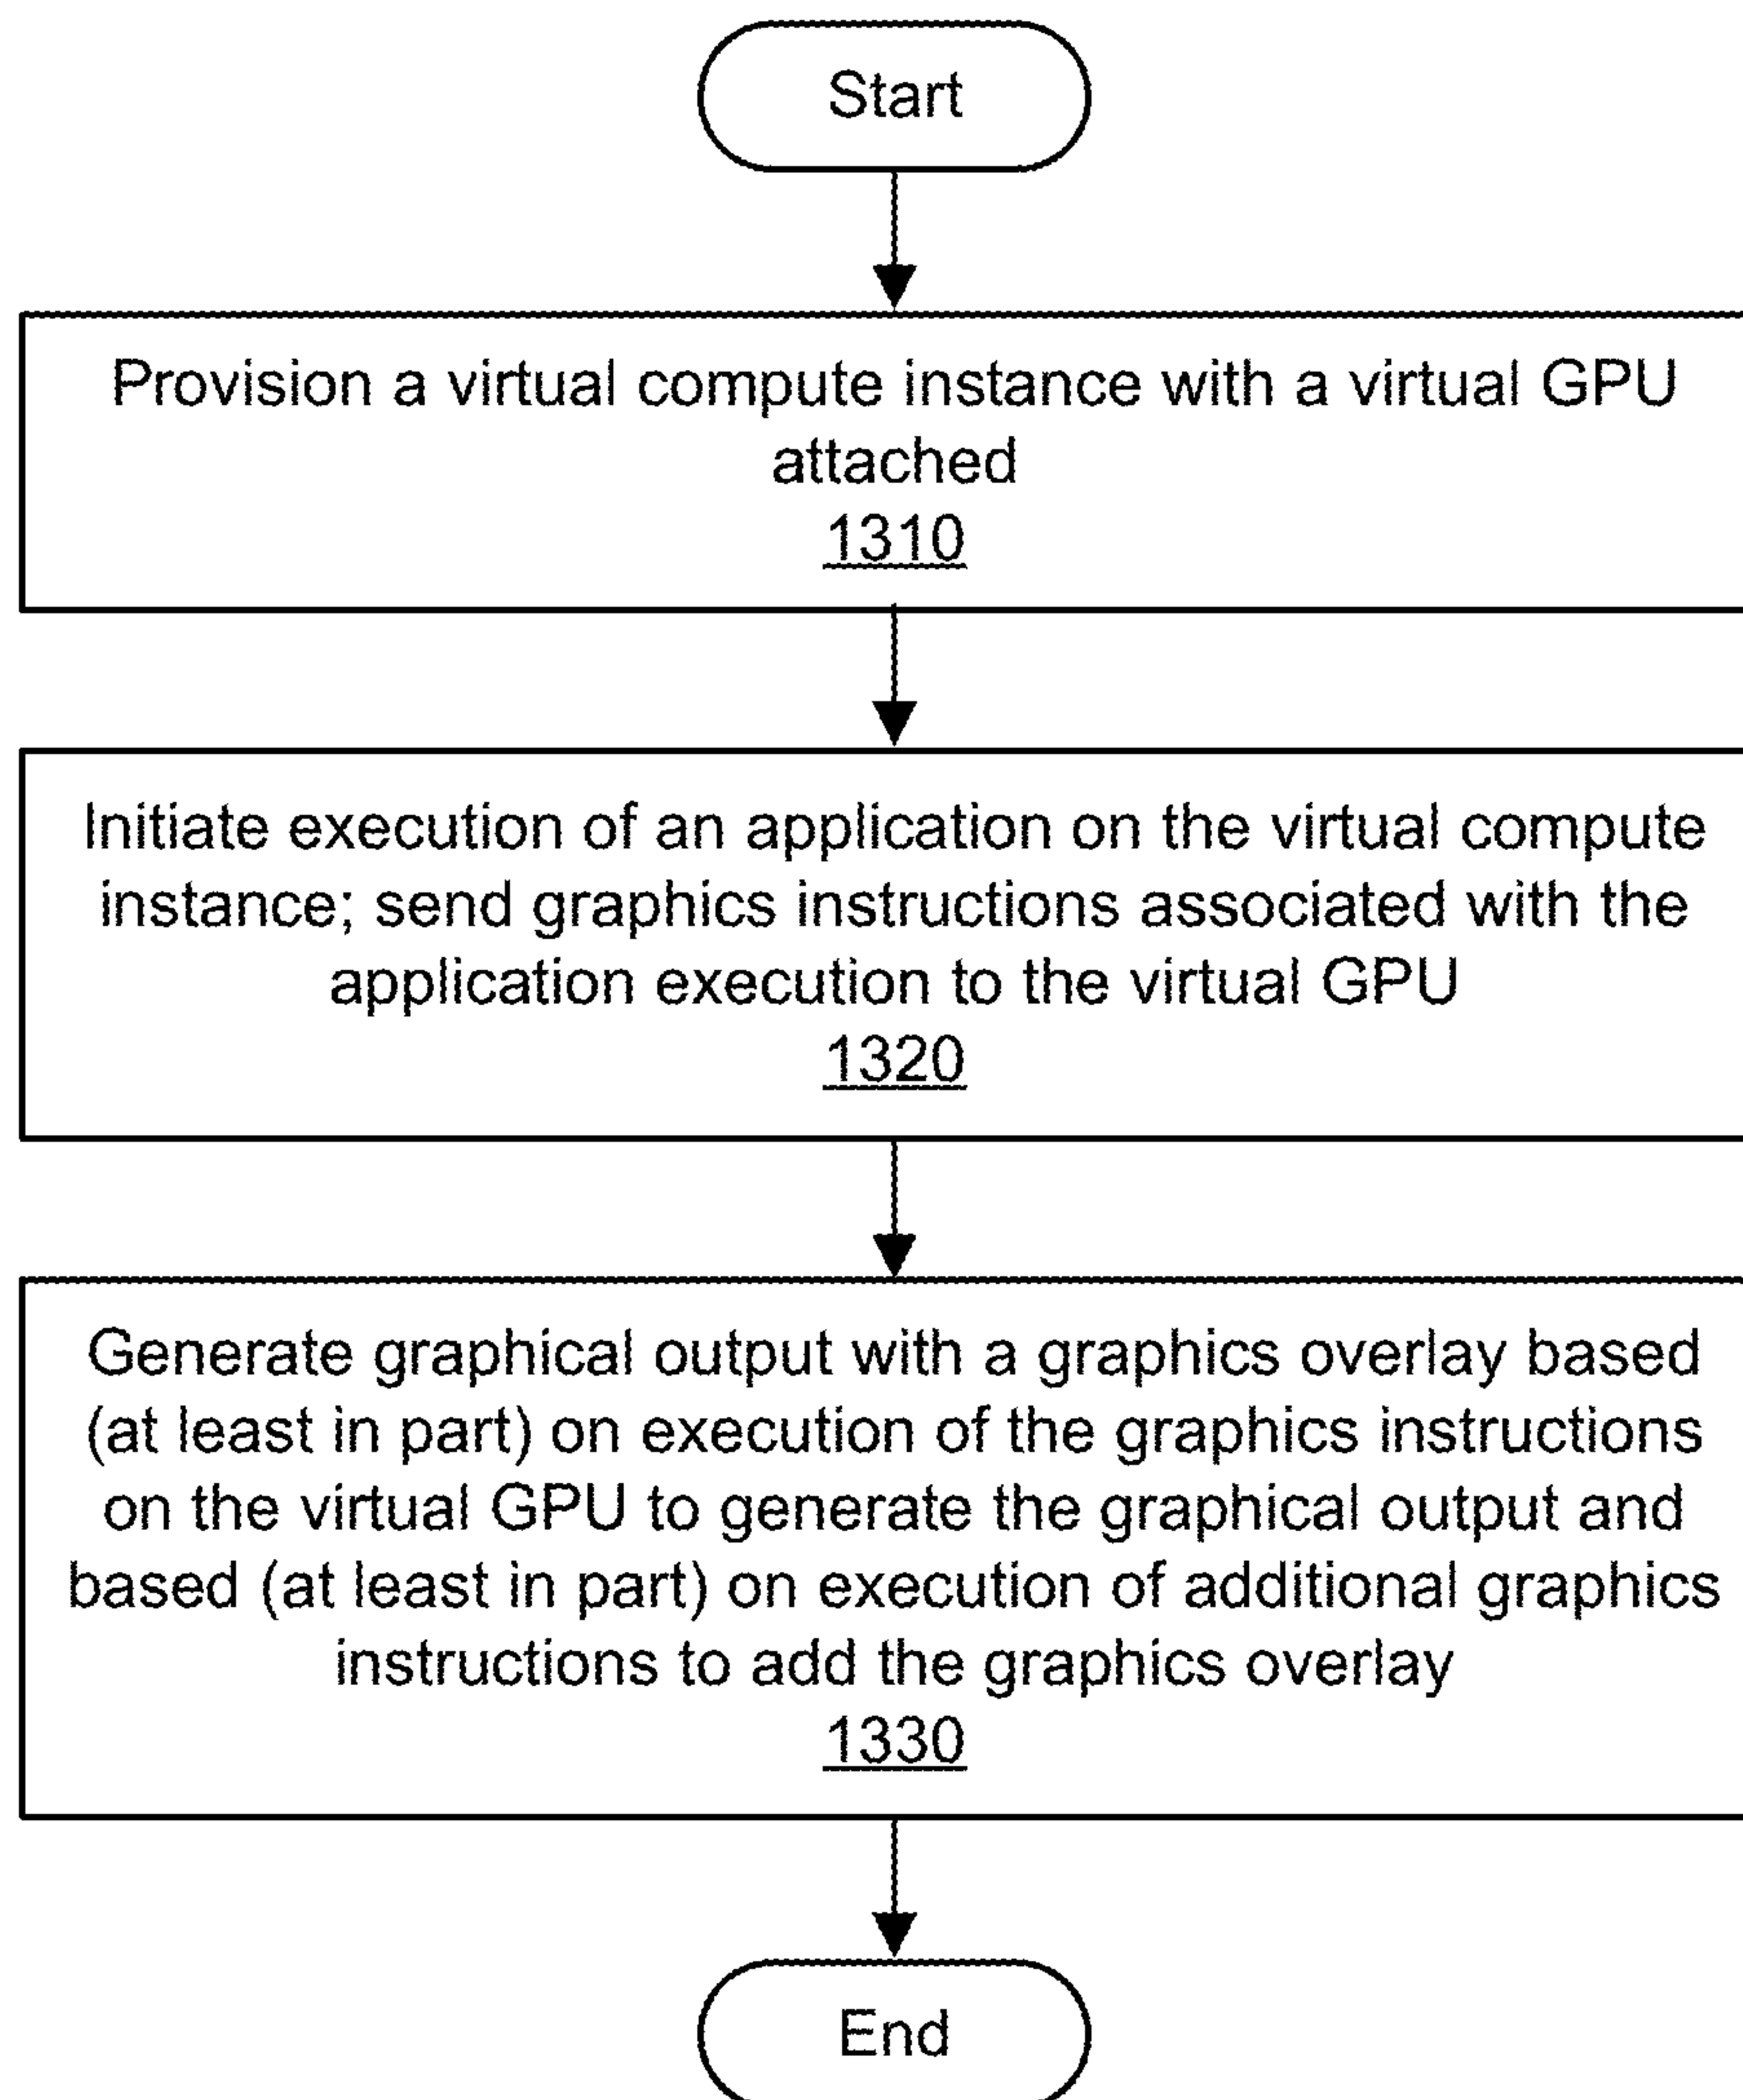 Start
Provision a virtual compute instance with a virtual GPU
attached
1310
Initiate execution of an application on the virtual compute
instance; send graphics instructions associated with the
application execution to the virtual GPU
1320
Generate graphical output with a graphics overlay based
(at least in part) on execution of the graphics instructions
on the virtual GPU to generate the graphical output and
based (at least in part) on execution of additional graphics
instructions to add the graphics overlay
1330
End